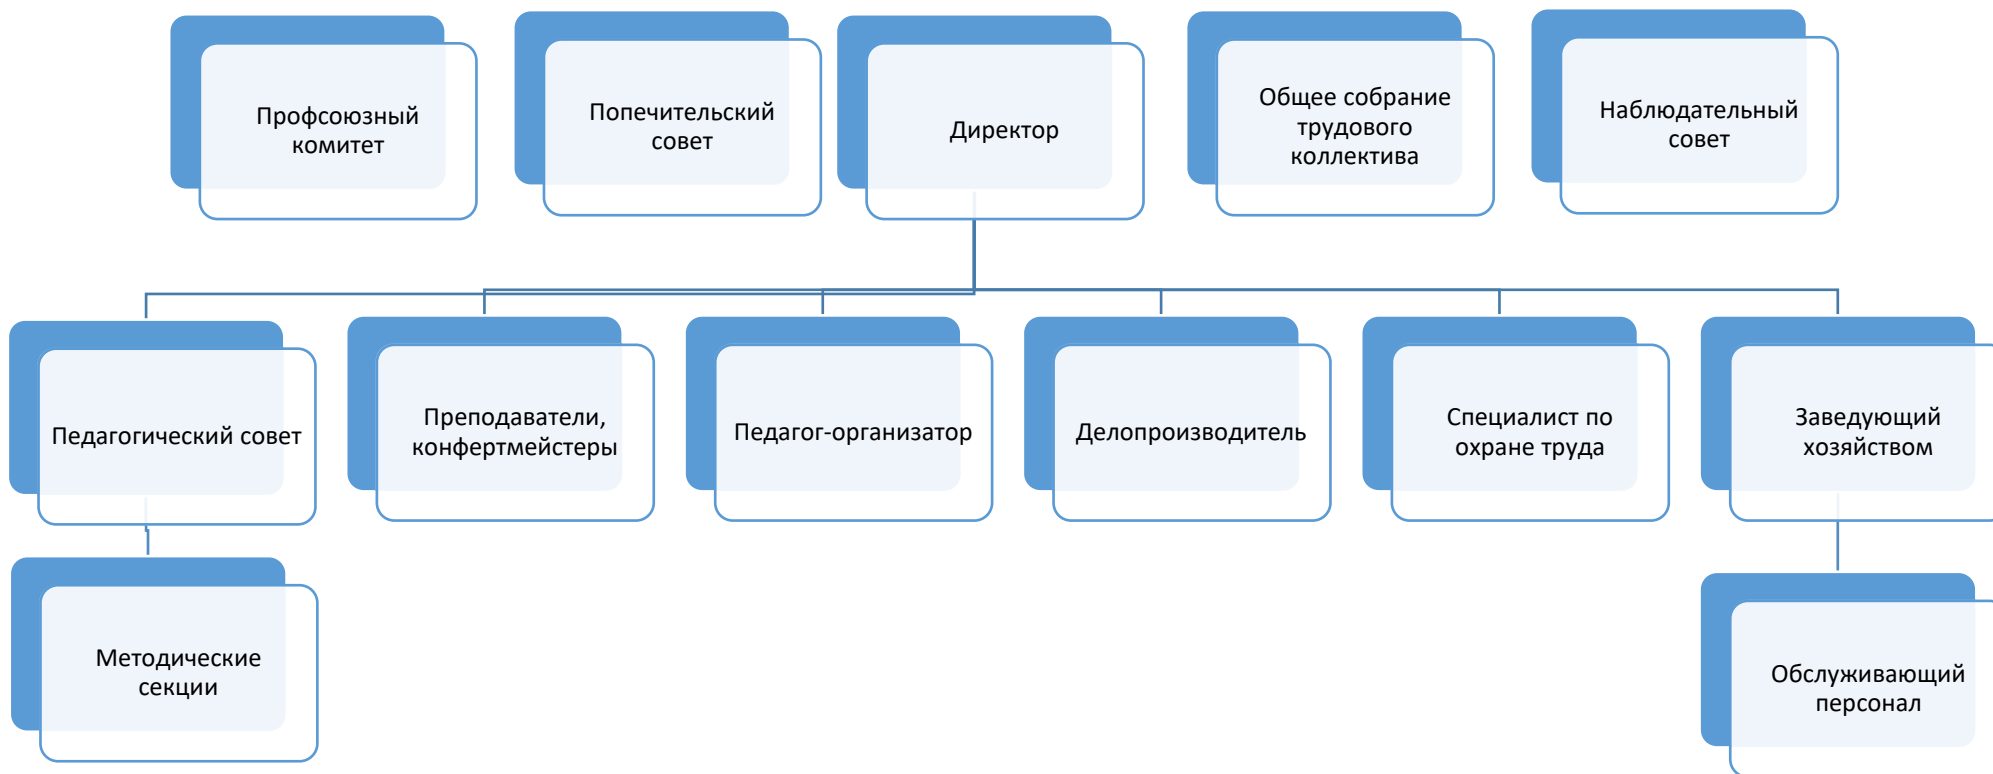 Профсоюзный
комитет
Попечительский
совет
Директор
Общее собрание
трудового
коллектива
Наблюдательный
совет
Педагогический совет
Преподаватели,
конфертмейстеры
Педагог-организатор
Делопроизводитель
Специалист по
охране труда
Заведующий
хозяйством
Методические
секции
Обслуживающий
персонал